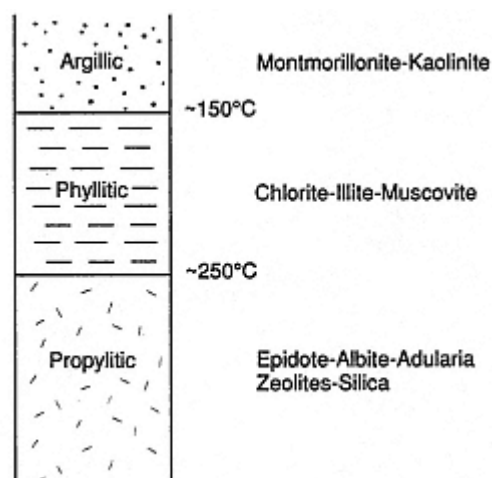 Argillic
Montmorillonite-Kaolinite
~150°C
Phyllitic
Chlorite-Illite-Muscovite
~250°C
Propylitic
Epidote-Albite-Adularia
Zeolites-Silica